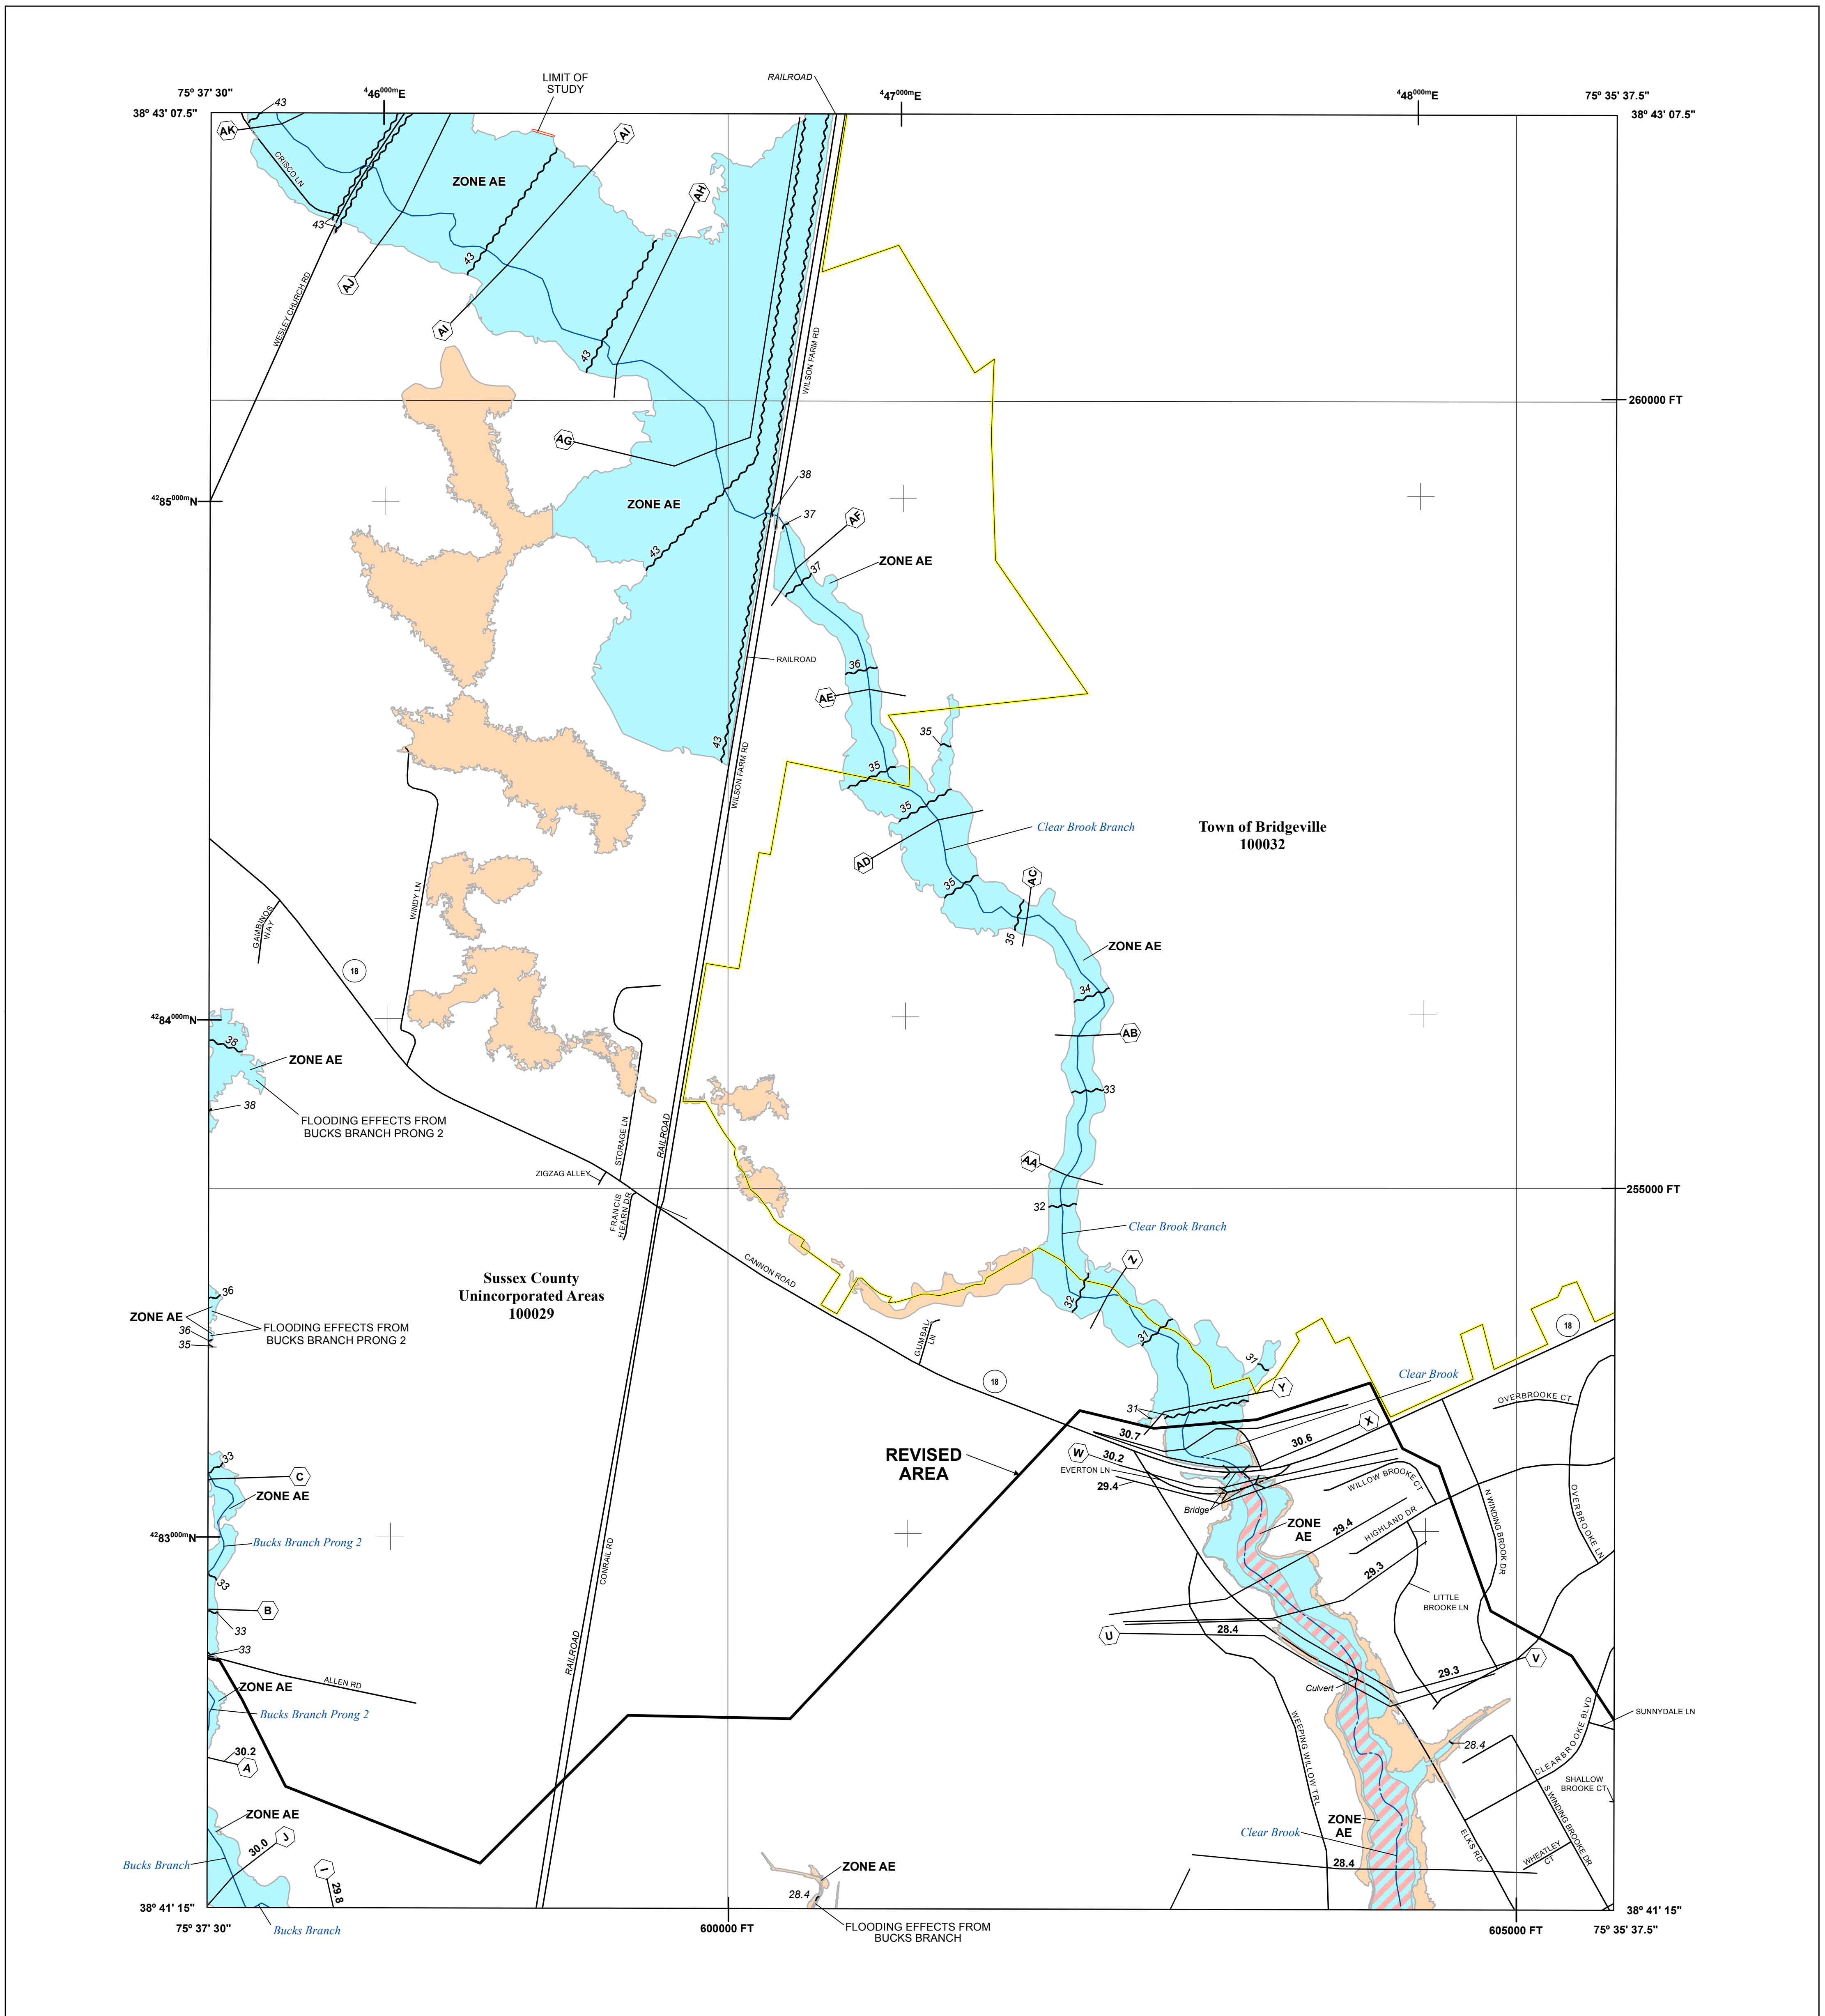 LIMIT OF
STUDY
RAILROAD
75° 37' 30"
⁴46⁰⁰⁰ᵐE
⁴47⁰⁰⁰ᵐE
⁴48⁰⁰⁰ᵐE
75° 35' 37.5"
38° 43' 07.5"
38° 43' 07.5"
43
AK
AI
CRISCO LN
ZONE AE
AH
43
43
AJ
WESLEY CHURCH RD
AI
43
WILSON FARM RD
260000 FT
AG
38
⁴²85⁰⁰⁰ᵐN
ZONE AE
37
AF
43
ZONE AE
37
RAILROAD
36
AE
35
43
35
WILSON FARM RD
35
Clear Brook Branch
Town of Bridgeville
100032
AD
AC
35
WINDY LN
GAMBINOS
WAY
35
ZONE AE
18
34
⁴²84⁰⁰⁰ᵐN
AB
38
ZONE AE
33
38
FLOODING EFFECTS FROM
BUCKS BRANCH PRONG 2
STORAGE LN
RAILROAD
AA
ZIGZAG ALLEY
255000 FT
FRANCIS
HEARN DR
32
Clear Brook Branch
Z
CANNON ROAD
Sussex County
Unincorporated Areas
100029
36
32
ZONE AE
FLOODING EFFECTS FROM
BUCKS BRANCH PRONG 2
36
35
18
31
GUMBALL
LN
31
Clear Brook
18
Y
OVERBROOKE CT
31
X
30.7
30.6
REVISED
AREA
W
30.2
EVERTON LN
29.4
33
C
ZONE AE
WILLOW BROOKE
CT
N WINDING BROOK DR
OVERBROOKE LN
Bridge
ZONE
AE
29.4
HIGHLAND DR
⁴²83⁰⁰⁰ᵐN
Bucks Branch Prong 2
CONRAIL RD
29.3
33
LITTLE
BROOKE LN
B
33
U
28.4
33
RAILROAD
29.3
V
ALLEN RD
ZONE AE
Culvert
Bucks Branch Prong 2
WEEPING WILLOW TRL
SUNNYDALE LN
30.2
A
28.4
CLEARBROOKE BLVD
SHALLOW
BROOKE CT
ZONE AE
ZONE
AE
S WINDING BROOKE DR
30.0
J
Clear Brook
ELKS RD
WHEATLEY
CT
Bucks Branch
I
29.8
ZONE AE
28.4
28.4
38° 41' 15"
38° 41' 15"
75° 37' 30"
Bucks Branch
600000 FT
FLOODING EFFECTS FROM
BUCKS BRANCH
605000 FT
75° 35' 37.5"